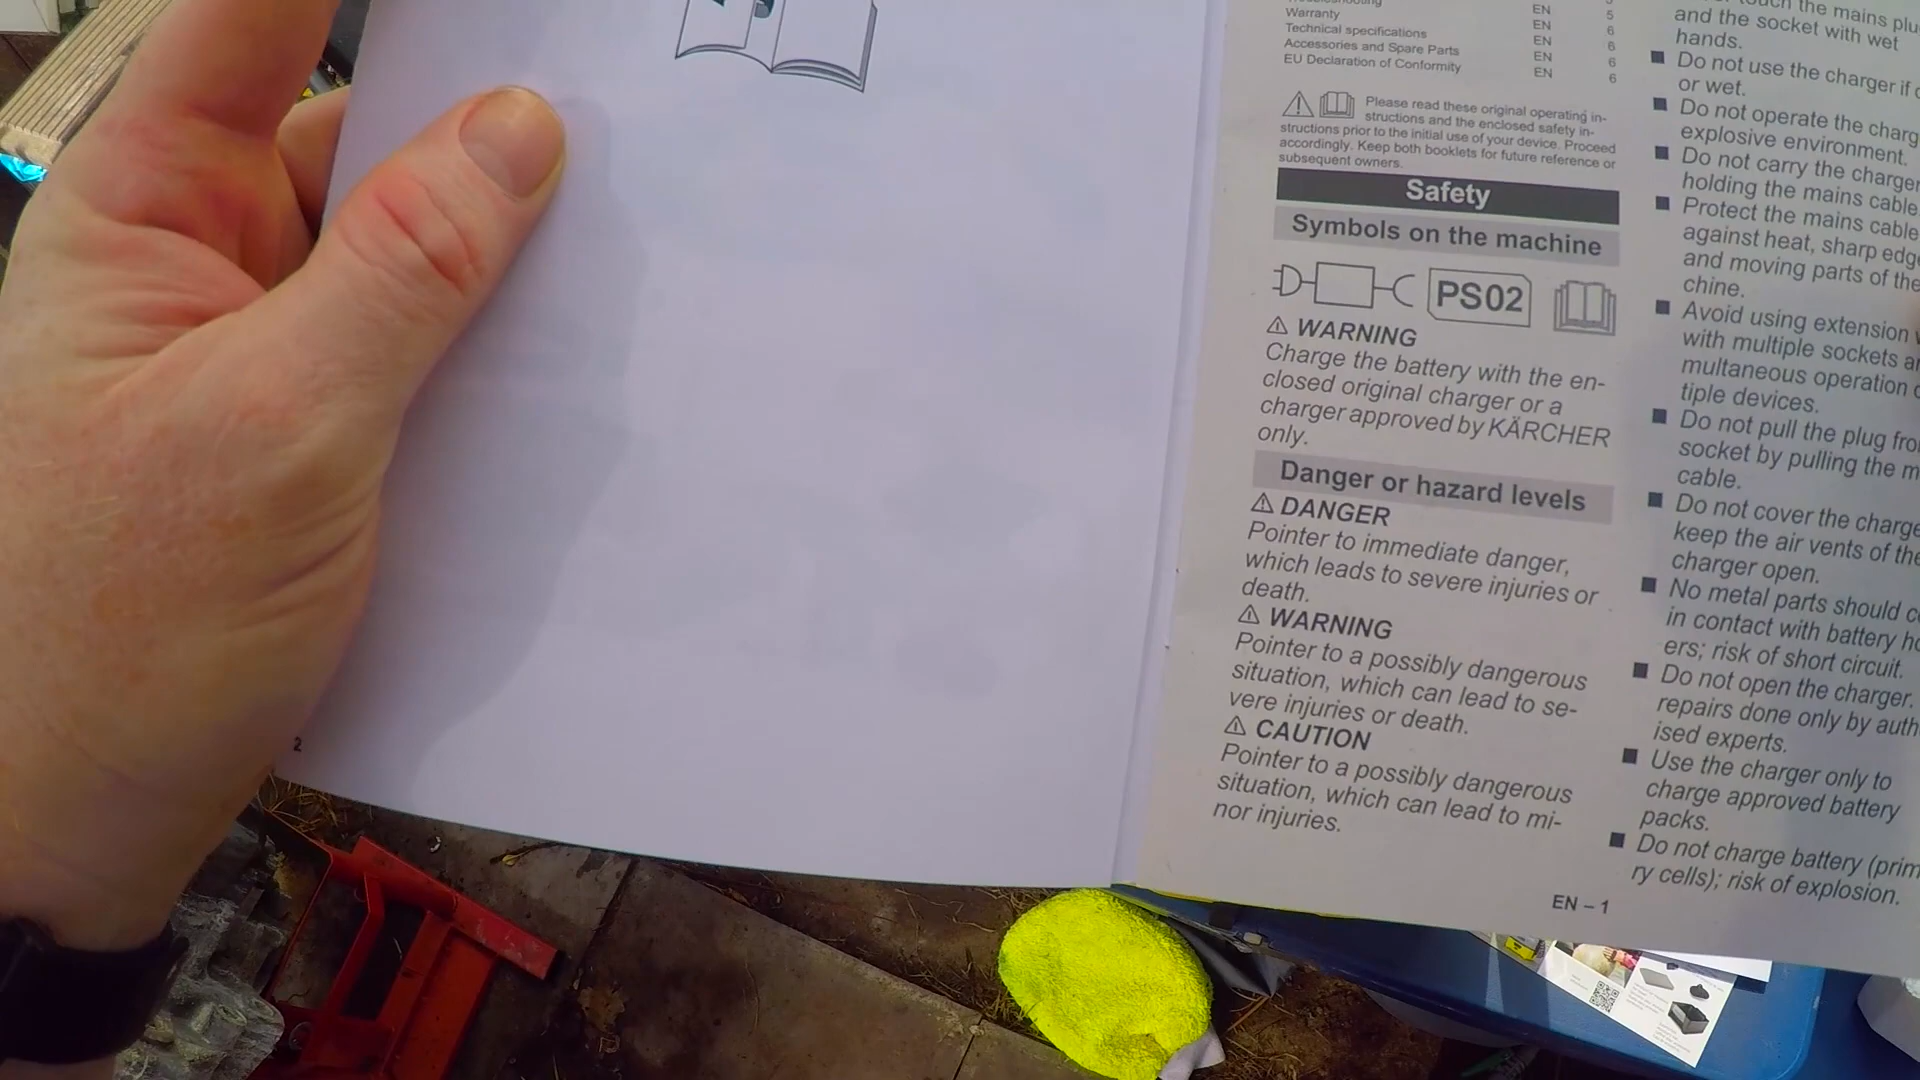 Troubleshooting EN 5
Warranty EN 6
Technical specifications EN 6
Accessories and Spare Parts EN 6
EU Declaration of Conformity EN 6
Please read these original operating in-
structions and the enclosed safety in-
structions prior to the initial use of your device. Proceed
accordingly. Keep both booklets for future reference or
subsequent owners.
Safety
Symbols on the machine
PS02
WARNING
Charge the battery with the en-
closed original charger or a
charger approved by KÄRCHER
only.
Danger or hazard levels
DANGER
Pointer to immediate danger,
which leads to severe injuries or
death.
WARNING
Pointer to a possibly dangerous
situation, which can lead to se-
vere injuries or death.
CAUTION
Pointer to a possibly dangerous
situation, which can lead to mi-
nor injuries.
touch the mains
and the socket with wet
hands.
■ Do not use the charger if
or wet.
■ Do not operate the
explosive environment.
■ Do not carry the charger
holding the mains cable
■ Protect the mains cable
against heat, sharp
and moving parts of the
chine.
■ Avoid using extension
with multiple sockets
multaneous operation
tiple devices.
■ Do not pull the plug
socket by pulling the
cable.
■ Do not cover the
keep the air vents of the
charger open.
■ No metal parts should
in contact with battery
ers; risk of short circuit.
■ Do not open the charger.
repairs done only by
ised experts.
■ Use the charger only to
charge approved battery
packs.
■ Do not charge battery (prim
ry cells); risk of explosion.
EN – 1
2